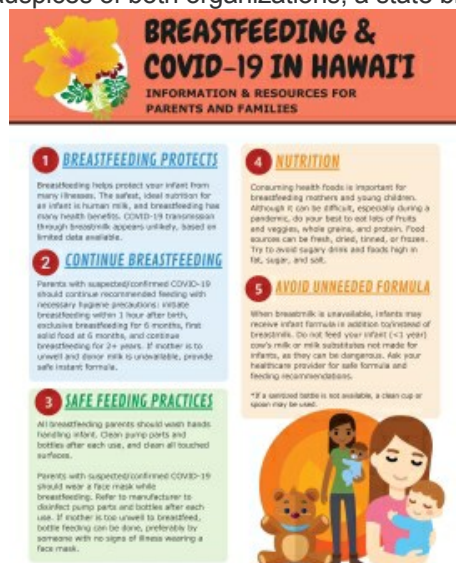 auspices of both organizations, a state b
BREASTFEEDING &
COVID-19 IN HAWAI'I
INFORMATION & RESOURCES FOR
PARENTS AND FAMILIES
1 BREASTFEEDING PROTECTS
Breastfeeding helps protect your infant from
many illnesses. The safest, ideal nutrition for
an infant is human milk, and breastfeeding has
many health benefits. COVID-19 transmission
through breastmilk appears unlikely, based on
limited data available.
2 CONTINUE BREASTFEEDING
Parents with suspected/confirmed COVID-19
should continue recommended feeding with
necessary hygiene precautions: initiate
breastfeeding within 1 hour after birth,
exclusive breastfeeding for 6 months, first
solid food at 6 months, and continue
breastfeeding for 2+ years. If mother is to
unwell and donor milk is unavailable, provide
safe instant formula.
3 SAFE FEEDING PRACTICES
All breastfeeding parents should wash hands
handling infant. Clean pump parts and
bottles after each use, and clean all touched
surfaces.
Parents with suspected/confirmed COVID-19
should wear a face mask while
breastfeeding. Refer to manufacturer to
disinfect pump parts and bottles after each
use. If mother is too unwell to breastfeed,
bottle feeding can be done, preferably by
someone with no signs of illness wearing a
face mask.
4 NUTRITION
Consuming health foods is important for
breastfeeding mothers and young children.
Although it can be difficult, especially during a
pandemic, do your best to eat lots of fruits
and veggies, whole grains, and protein. Food
sources can be fresh, dried, tinned, or frozen.
Try to avoid sugary drink and foods high in
fat, sugar, and salt.
5 AVOID UNNEEDED FORMULA
When breastmilk is unavailable, infants may
receive infant formula in addition to/instead of
breastmilk. Do not feed your infant (<1 year)
cow's milk or milk substitutes not made for
infants, as they can be dangerous. Ask your
healthcare provider for safe formula and
feeding recommendations.
*If a sanitized bottle is not available, a clean cup or
spoon may be used.